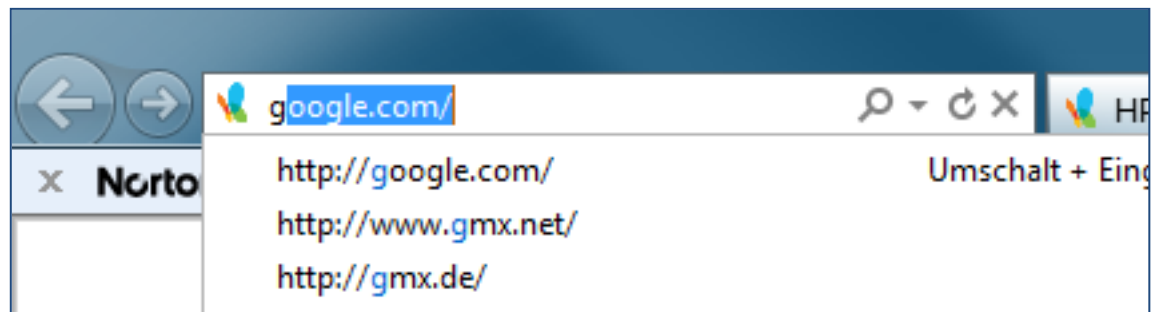 google.com/
HP
http://google.com/ Umschalt + Eing
Norto
http://www.gmx.net/
http://gmx.de/